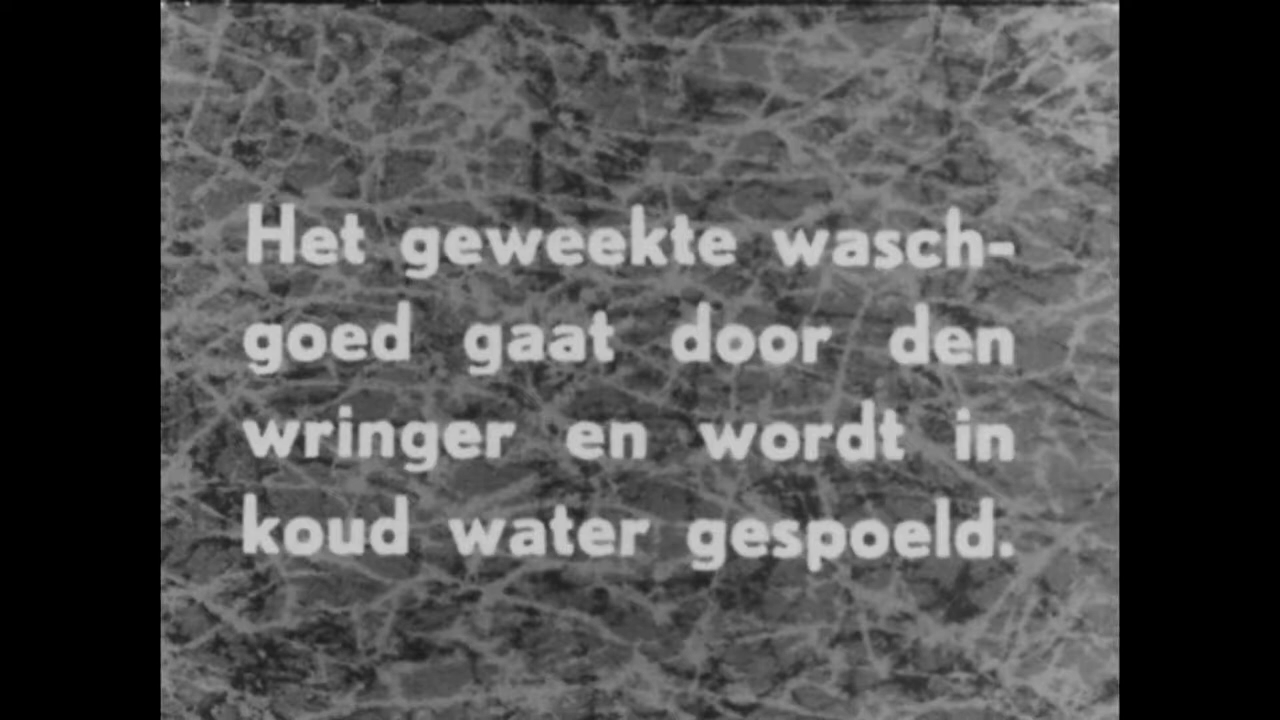 Het geweekte wasch-
goed gaat door den
wringer en wordt in
koud water gespoeld.